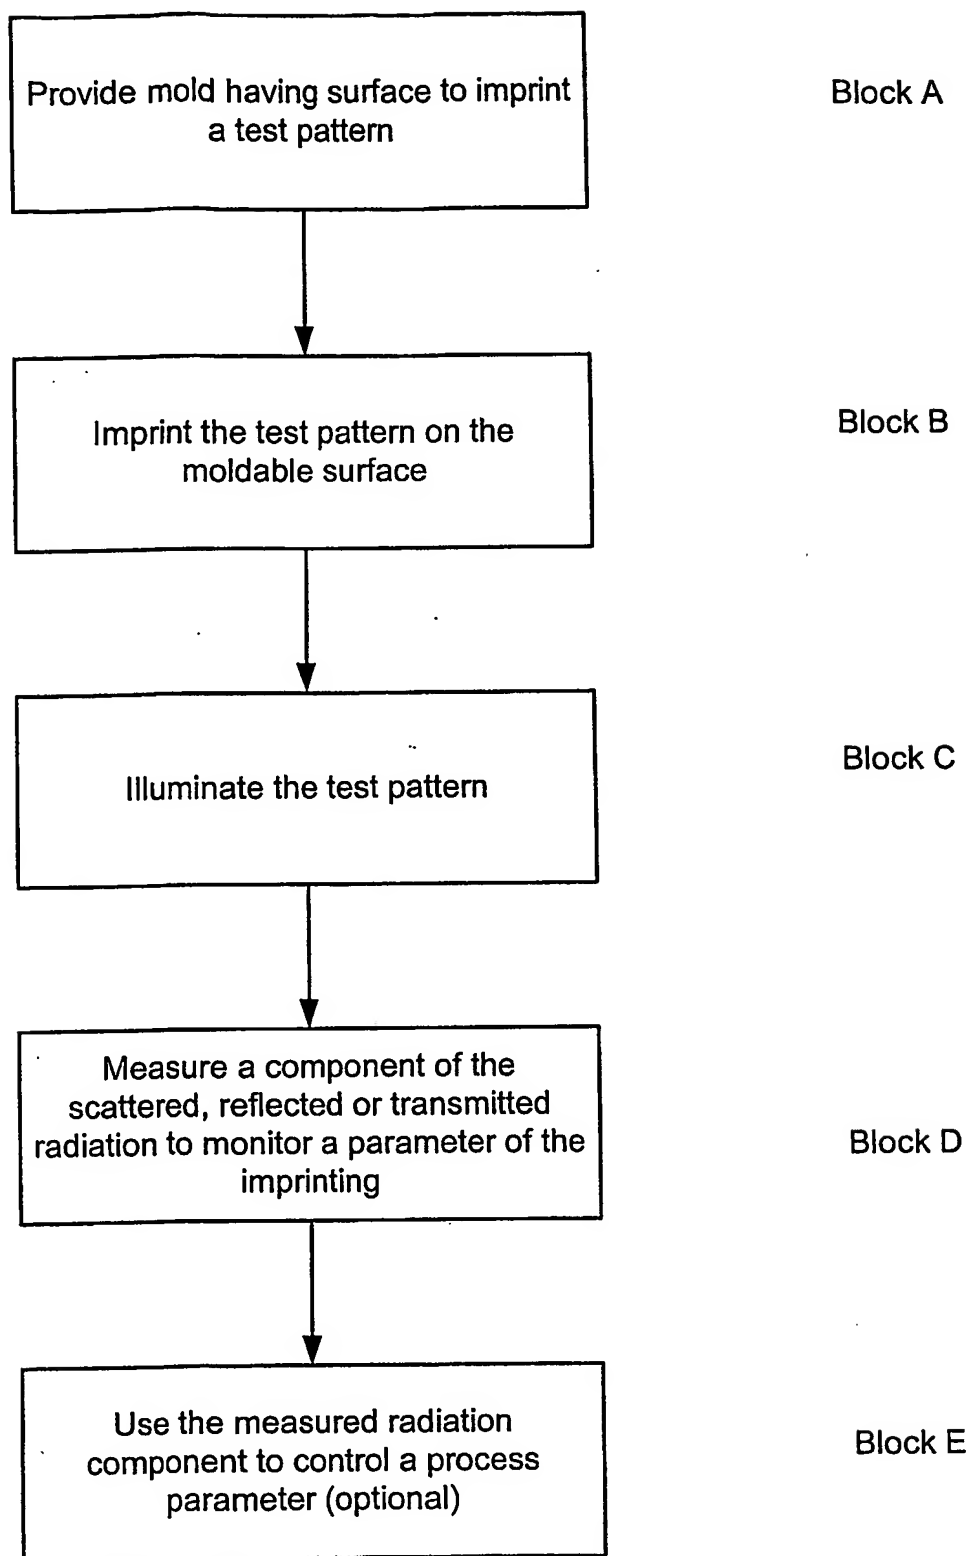 Provide mold having surface to imprint
a test pattern
Block A
Imprint the test pattern on the
moldable surface
Block B
Illuminate the test pattern
Block C
Measure a component of the
scattered, reflected or transmitted
radiation to monitor a parameter of the
imprinting
Block D
Use the measured radiation
component to control a process
parameter (optional)
Block E